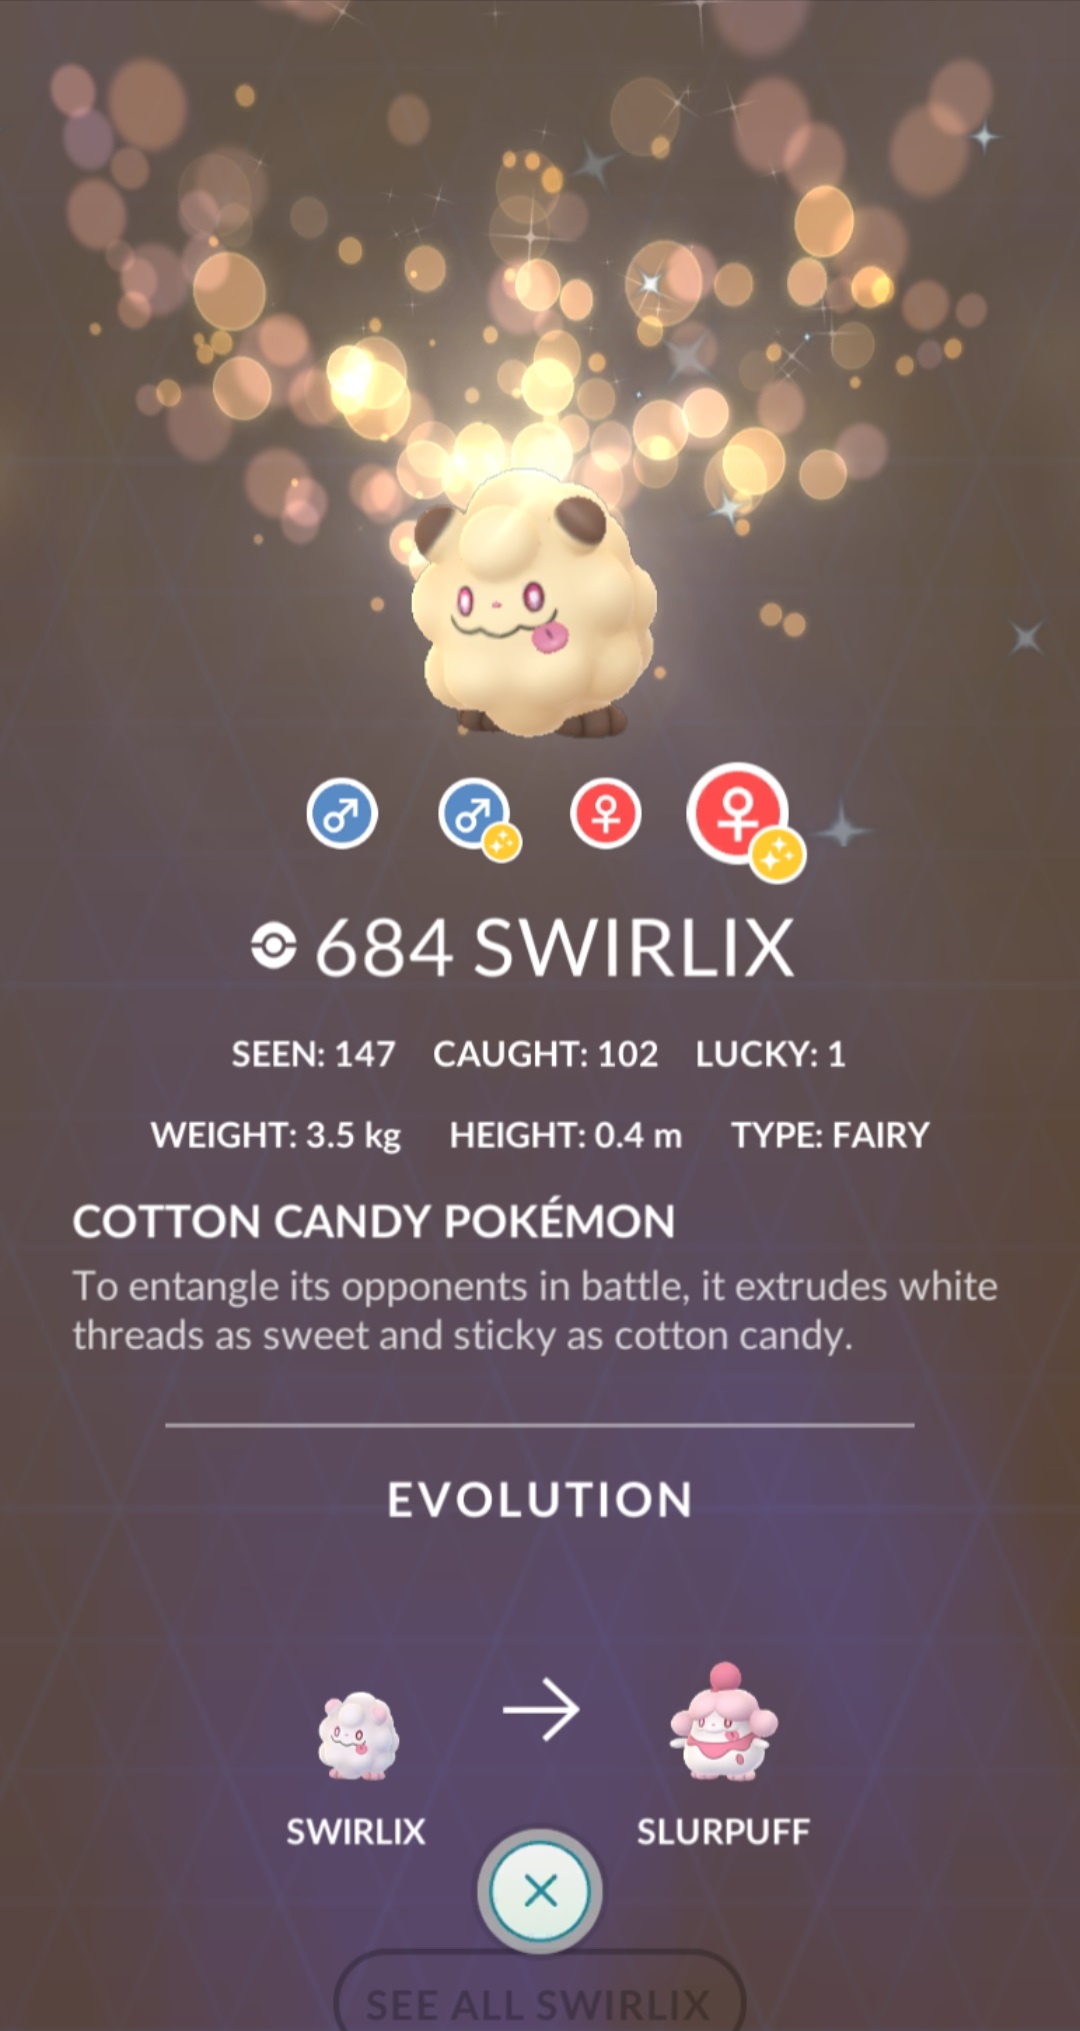 684 SWIRLIX
SEEN: 147 CAUGHT: 102 LUCKY: 1
WEIGHT: 3.5 kg HEIGHT: 0.4 m TYPE: FAIRY
COTTON CANDY POKÉMON
To entangle its opponents in battle, it extrudes white
threads as sweet and sticky as cotton candy.
EVOLUTION
SWIRLIX SLURPUFF
SEE ALL SWIRLIX